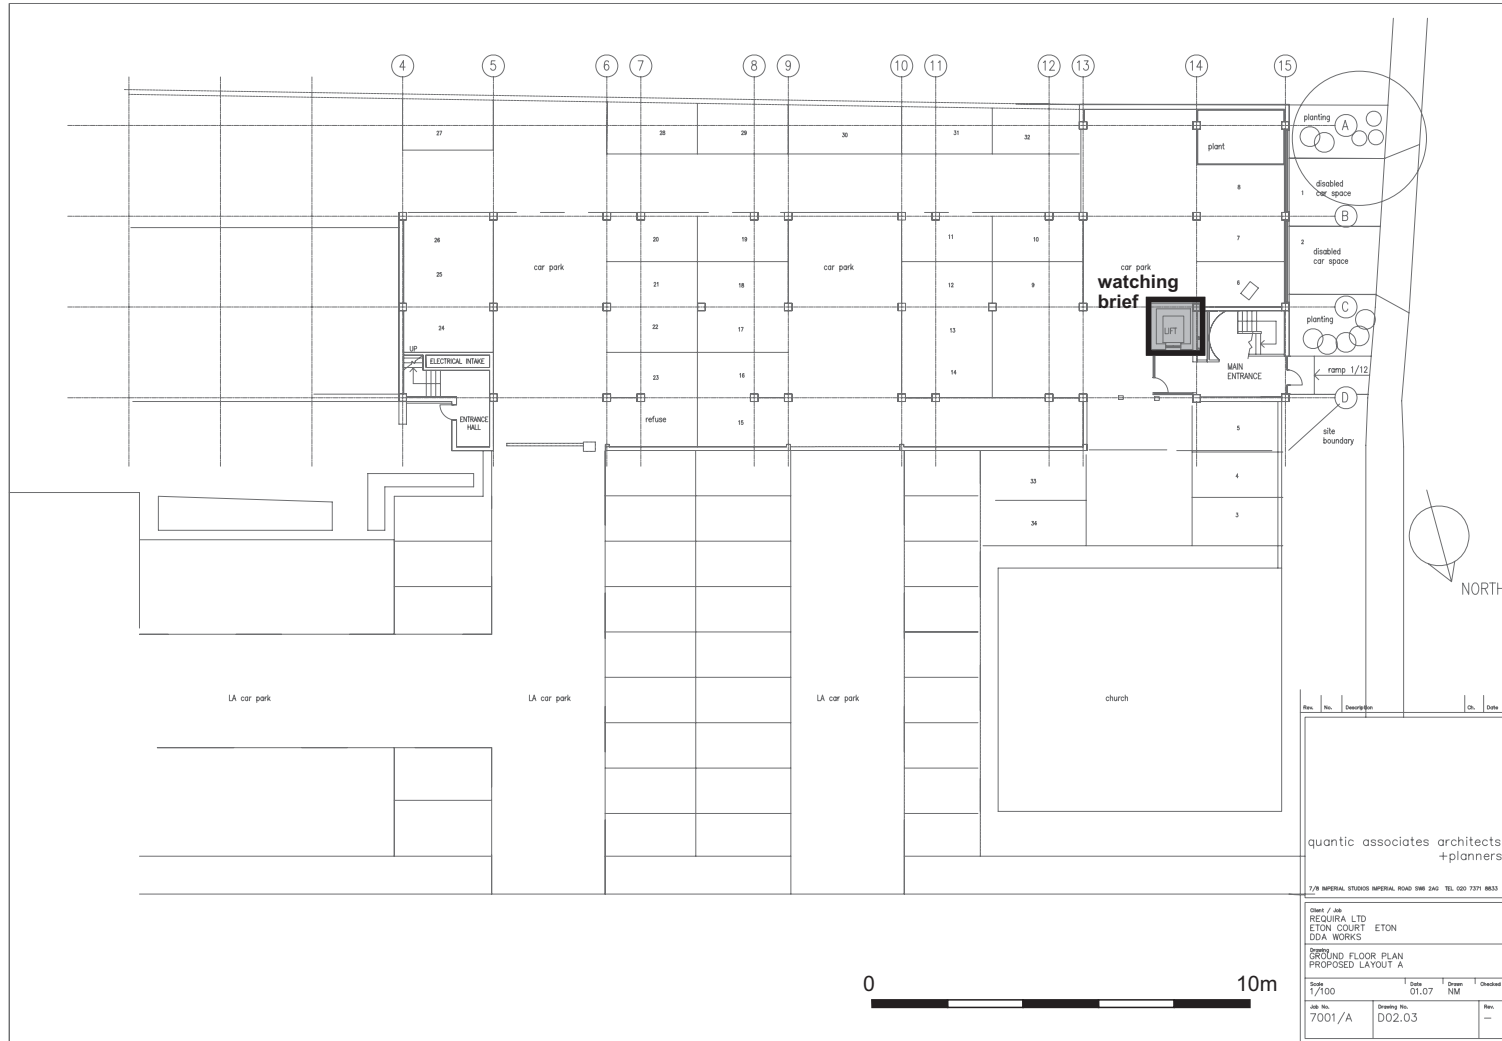 4 5 6 7 8 9 10 11 12 13 14 15
27 28 29 30 31 32
planting A
plant
8
1 disabled
car space
B
26 20 19 11 10 7
2 disabled
car space
car park car park car park
25 21 18 12 9 6
watching
brief
C
24 22 17 13
LIFT
planting
UP
ELECTRICAL INTAKE
MAIN
ENTRANCE
ramp 1/12
23 16 14
D
ENTRANCE
HALL
refuse 15 5
site
boundary
33 4
34 3
NORTH
LA car park LA car park LA car park church
Rev. No. Description Ch. Date
quantic associates architects
+planners
7/8 IMPERIAL STUDIOS IMPERIAL ROAD SW6 2AG TEL 020 7371 8833
Client / Job
REQUIRA LTD
ETON COURT ETON
DDA WORKS
Drawing
GROUND FLOOR PLAN
PROPOSED LAYOUT A
Scale Date Drawn Checked
1/100 01.07 NM
Job No. Drawing No. Rev.
7001/A D02.03 –
0 10m